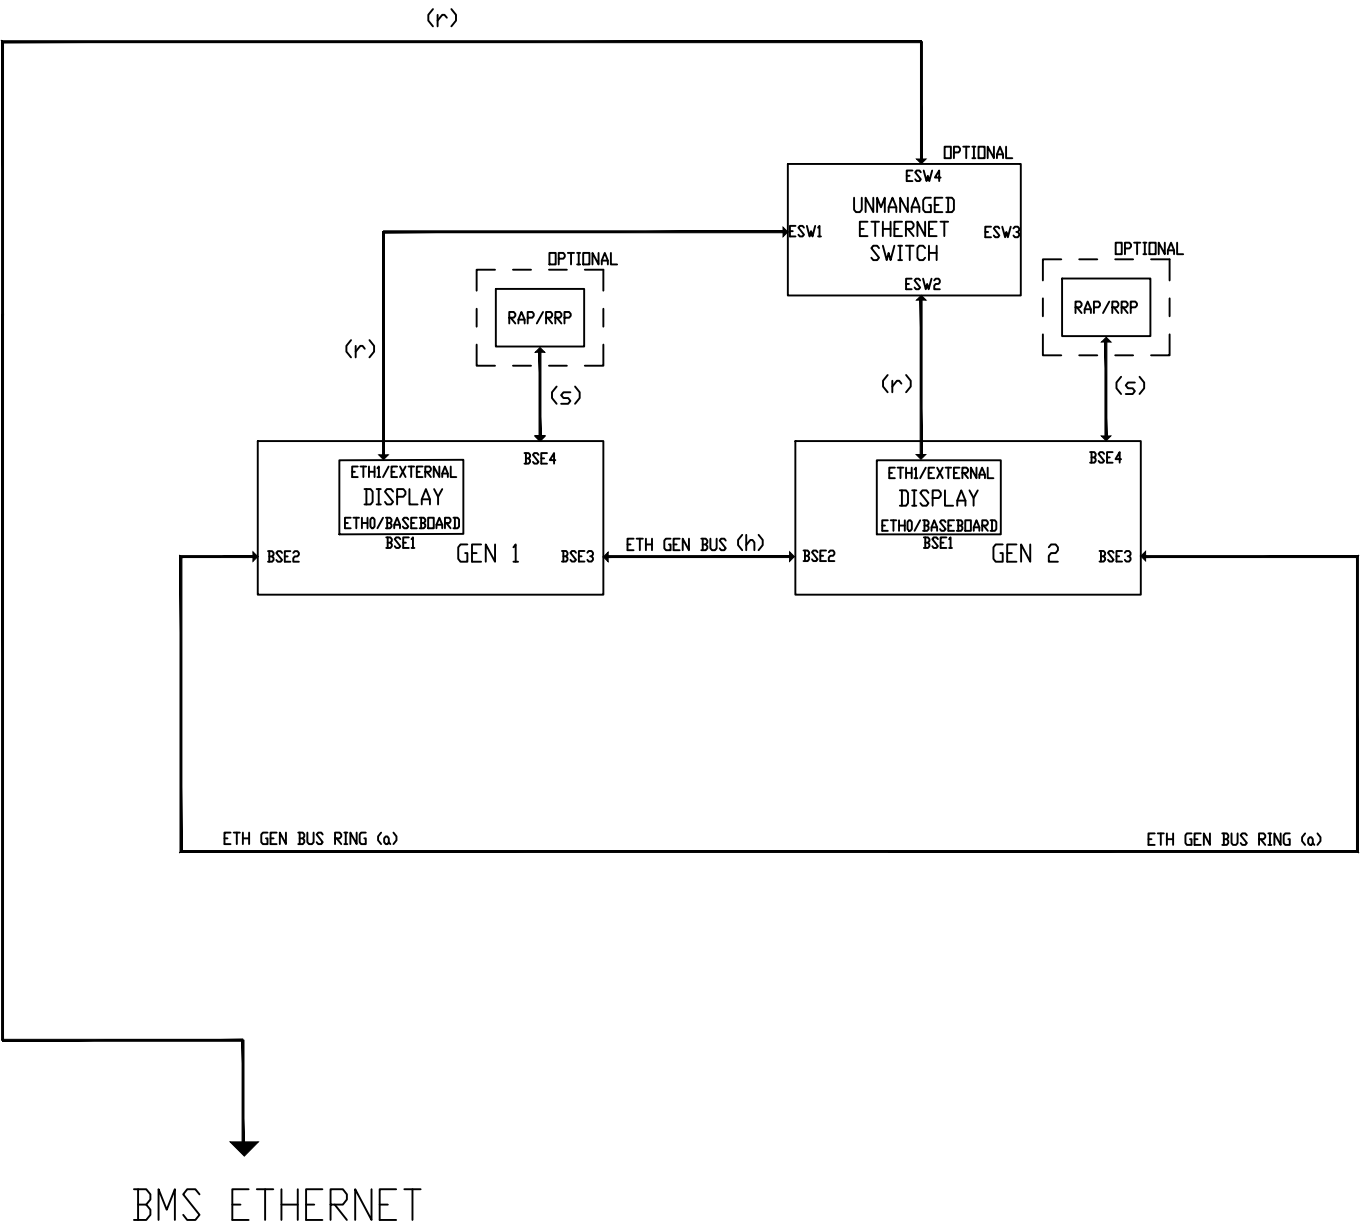 (r)
OPTIONAL
ESW4
UNMANAGED
ETHERNET
SWITCH
ESW1
ESW3
ESW2
OPTIONAL
RAP/RRP
OPTIONAL
RAP/RRP
(r)
(s)
(r)
(s)
BSE4
ETH1/EXTERNAL
DISPLAY
ETH0/BASEBOARD
BSE1
GEN 1
BSE2
BSE3
ETH GEN BUS (h)
BSE4
ETH1/EXTERNAL
DISPLAY
ETH0/BASEBOARD
BSE1
GEN 2
BSE2
BSE3
ETH GEN BUS RING (a)
ETH GEN BUS RING (a)
BMS ETHERNET